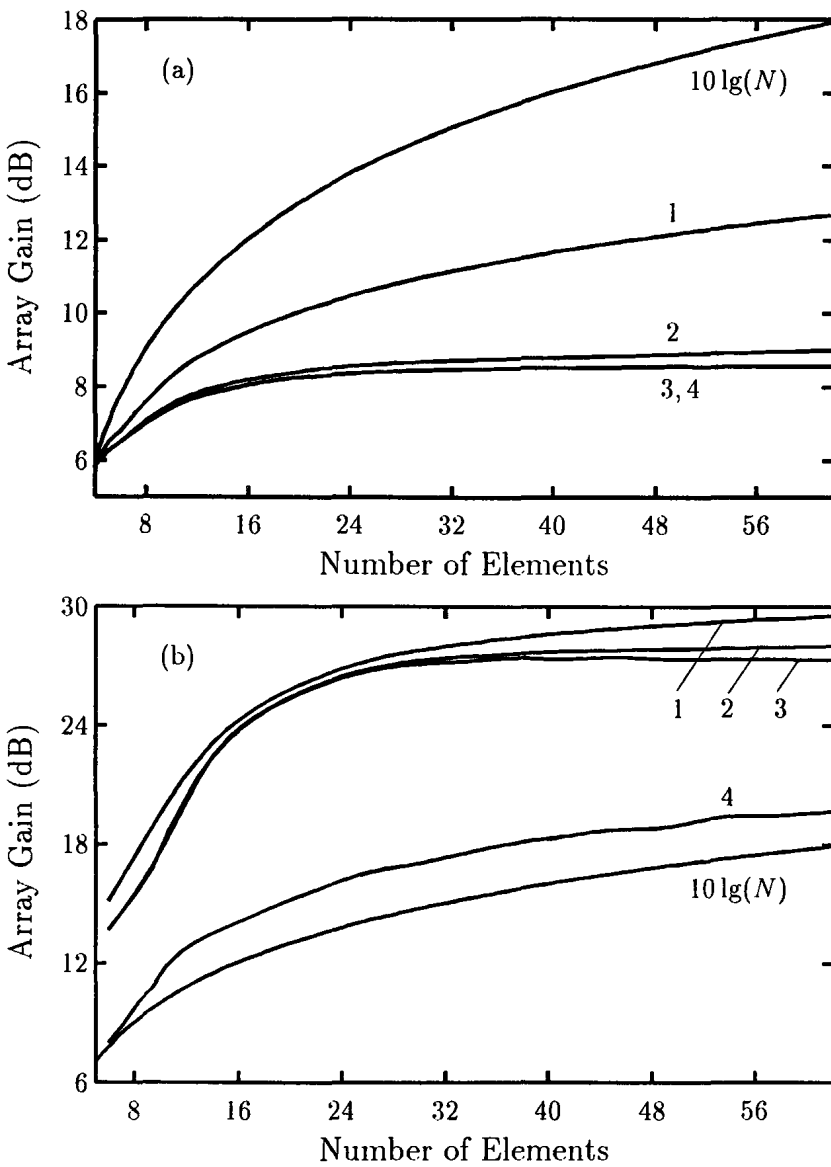 18
(a)
10 lg(N)
16
14
1
12
10
2
8
3, 4
6
Array Gain (dB)
8 16 24 32 40 48 56
Number of Elements
30
(b)
1 2 3
24
4
18
10 lg(N)
12
6
Array Gain (dB)
8 16 24 32 40 48 56
Number of Elements